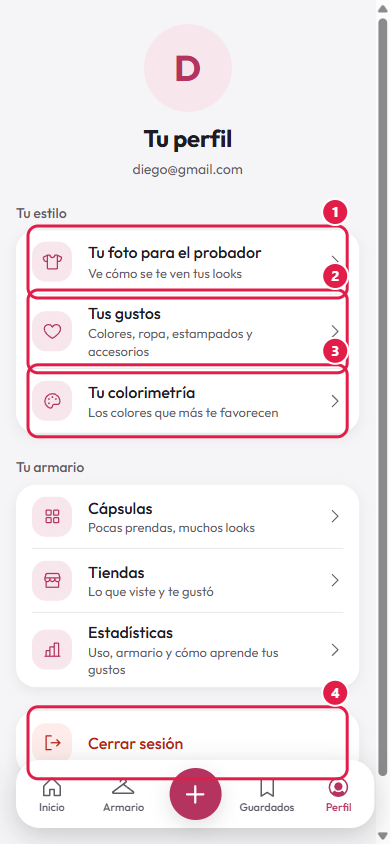 D
Tu perfil
diego@gmail.com
Tu estilo
1
Tu foto para el probador
Ve cómo se te ven tus looks
2
Tus gustos
Colores, ropa, estampados y
accesorios
3
Tu colorimetría
Los colores que más te favorecen
Tu armario
Cápsulas
Pocas prendas, muchos looks
Tiendas
Lo que viste y te gustó
Estadísticas
Uso, armario y cómo aprende tus
gustos
4
Cerrar sesión
Inicio
Armario
Guardados
Perfil